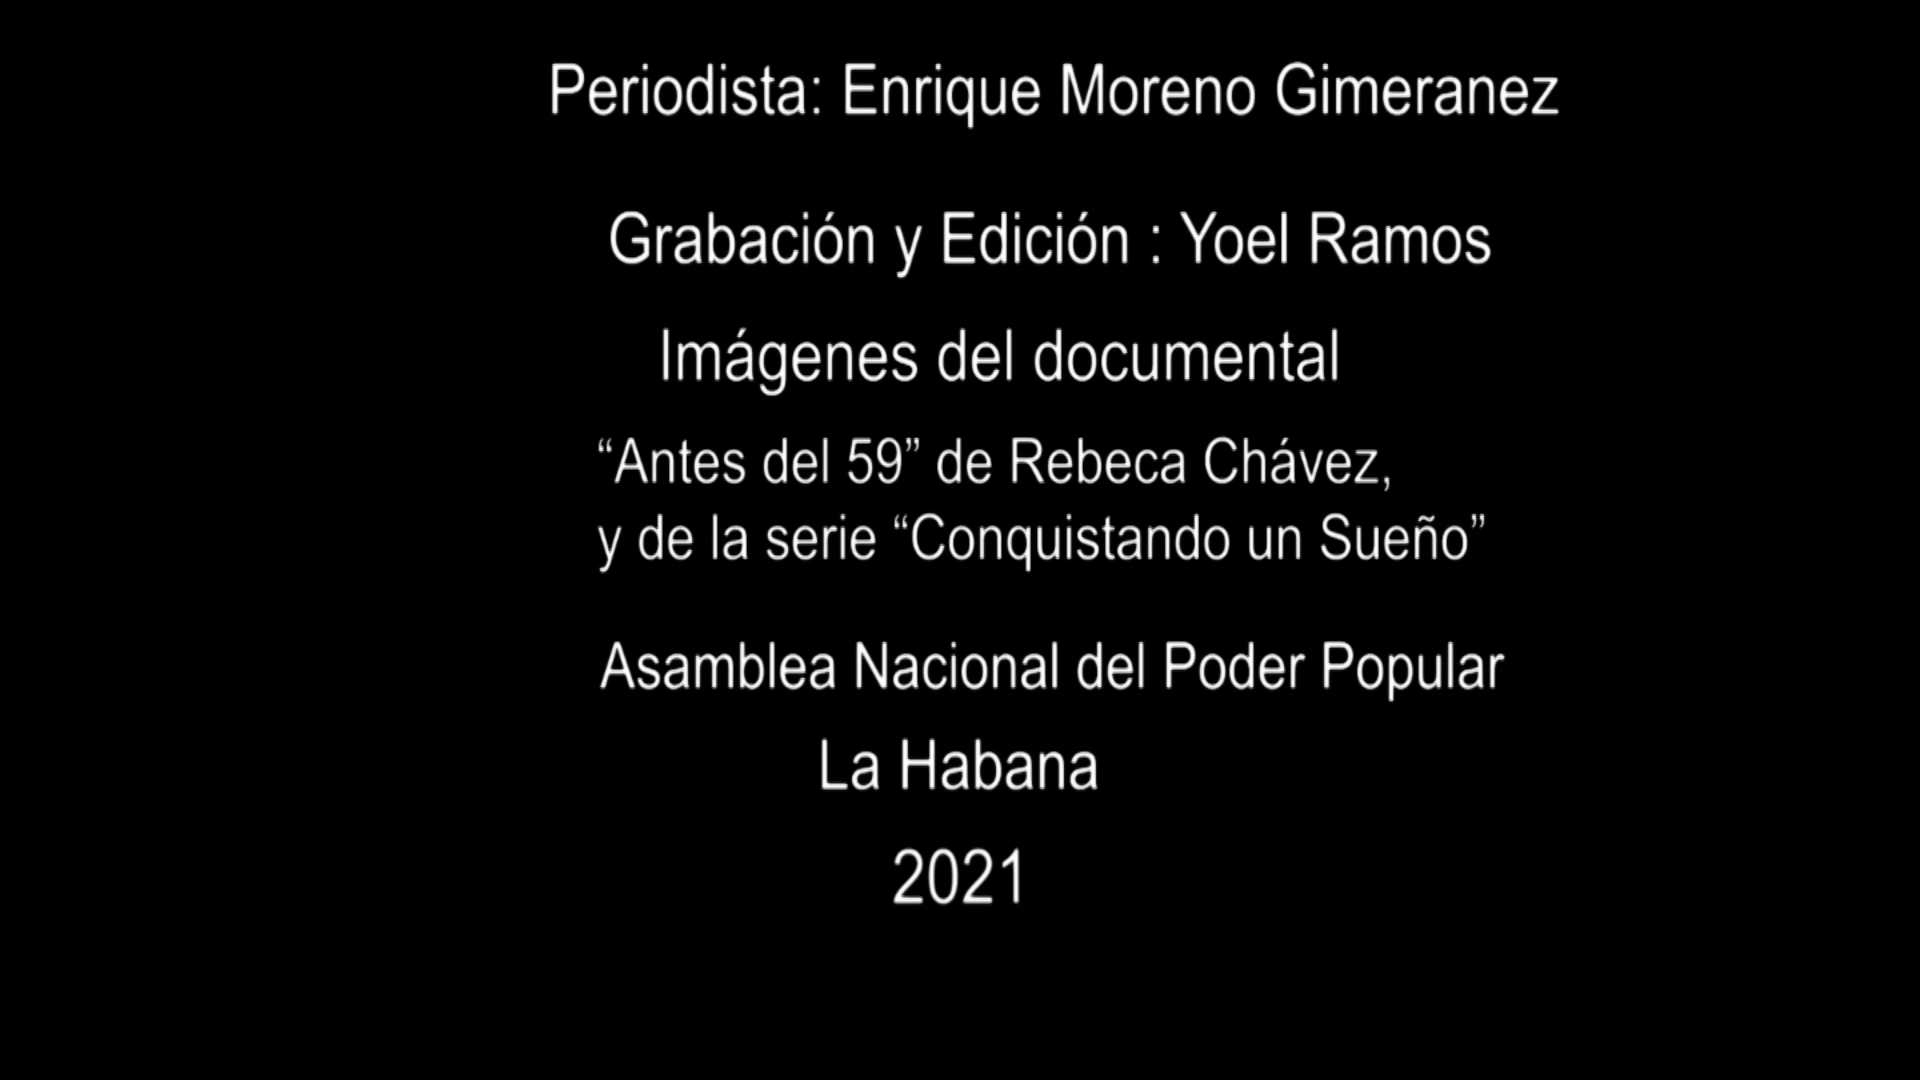 Periodista: Enrique Moreno Gimeranez
Grabación y Edición : Yoel Ramos
Imágenes del documental
“Antes del 59” de Rebeca Chávez,
y de la serie “Conquistando un Sueño”
Asamblea Nacional del Poder Popular
La Habana
2021